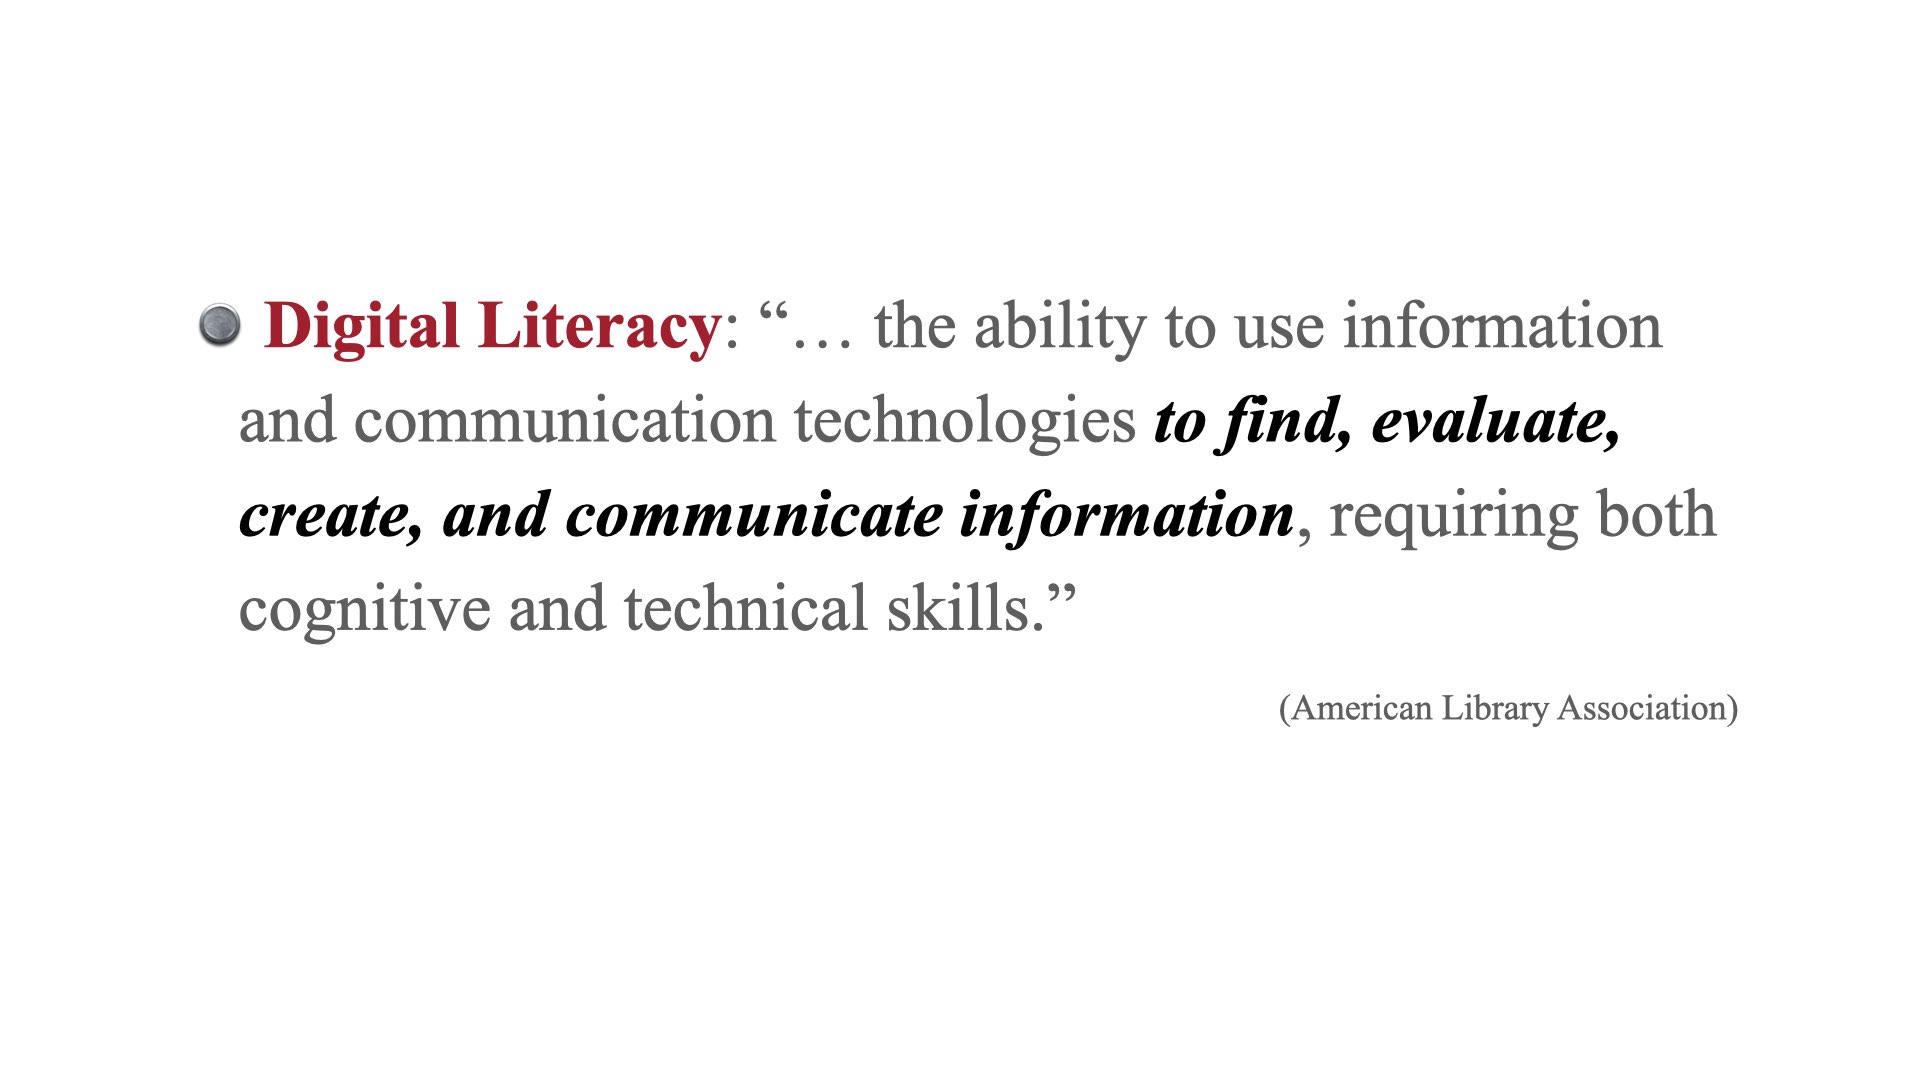 Digital Literacy: “… the ability to use information
and communication technologies to find, evaluate,
create, and communicate information, requiring both
cognitive and technical skills.”
(American Library Association)